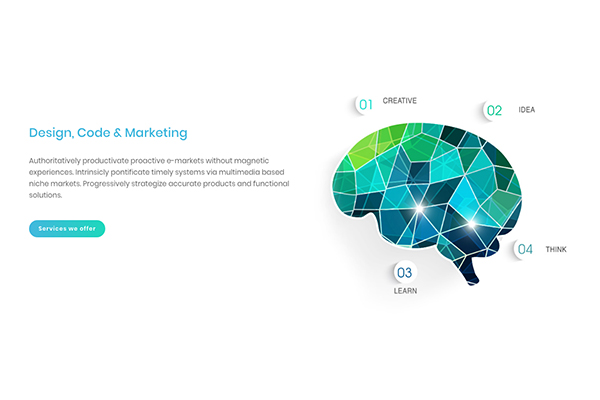 Design, Code & Marketing
Authoritatively productivate proactive e-markets without magnetic
experiences. Intrinsicly pontificate timely systems via multimedia based
niche markets. Progressively strategize accurate products and functional
solutions.
Services we offer
01 CREATIVE
02 IDEA
03
LEARN
04 THINK